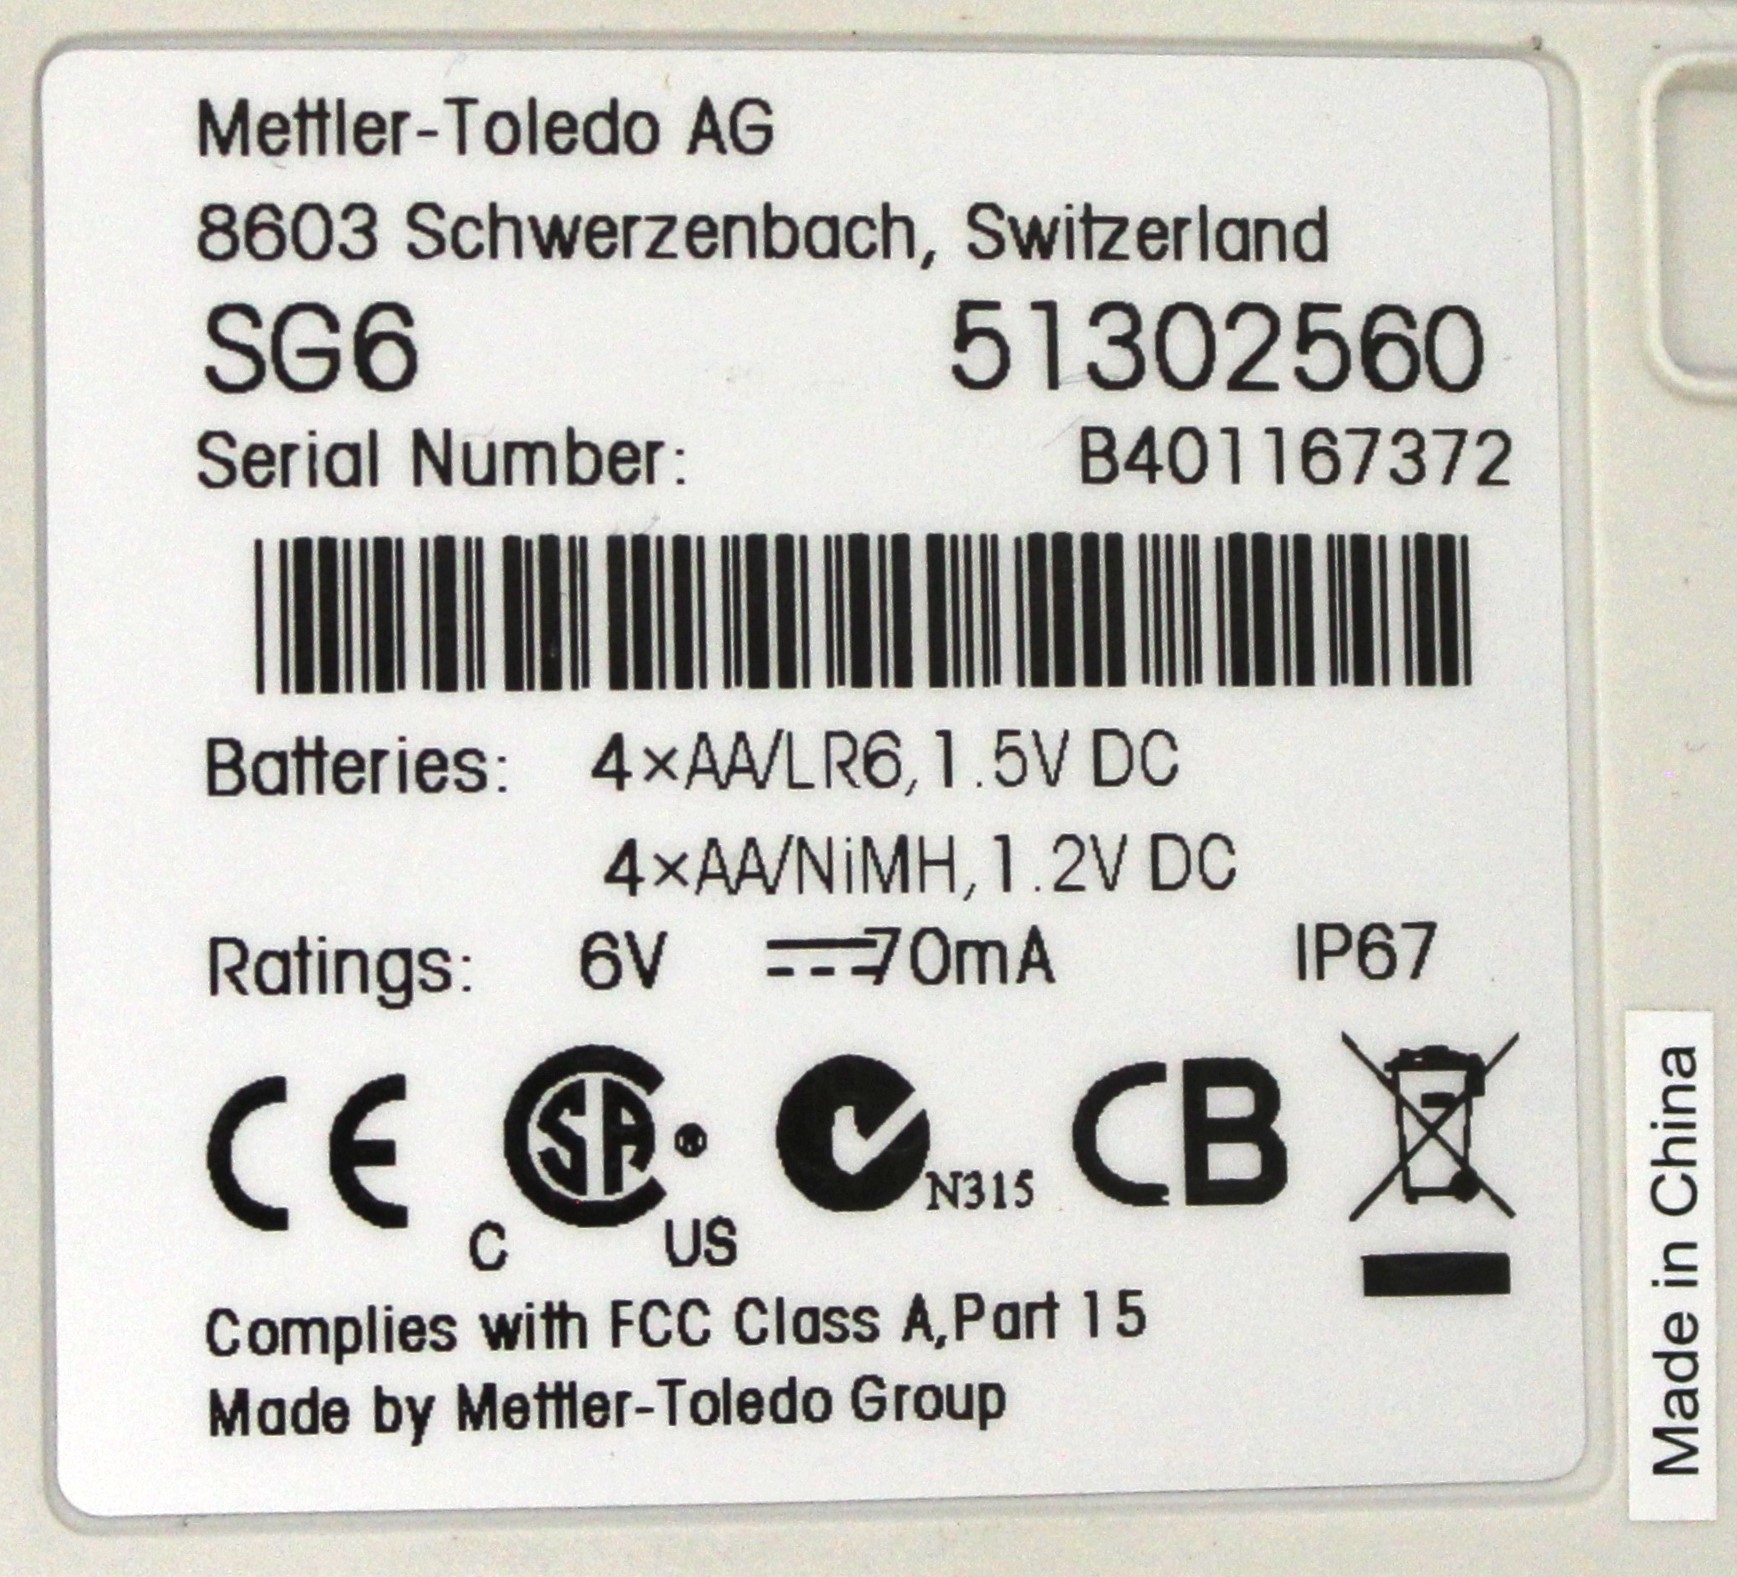 Mettler-Toledo AG
8603 Schwerzenbach, Switzerland
SG6 51302560
Serial Number: B401167372
Batteries: 4×AA/LR6,1.5V DC
4×AA/NiMH,1.2V DC
Ratings: 6V ⎓70mA IP67
CE C SA® US N315 CB
Complies with FCC Class A,Part 15
Made by Mettler-Toledo Group
Made in China